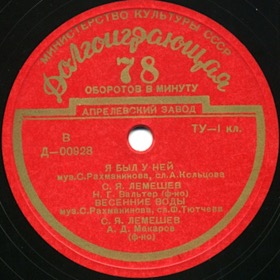 МИНИСТЕРСТВО КУЛЬТУРЫ СССР
Долгоиграющая
78
ОБОРОТОВ В МИНУТУ
АПРЕЛЕВСКИЙ ЗАВОД
В
Д-00928
ТУ-I кл.
Я БЫЛ У НЕЙ
муз.С.Рахманинова, сл.А.Кольцова
С. Я. ЛЕМЕШЕВ
Н. Г. Вальтер (ф-но)
ВЕСЕННИЕ ВОДЫ
муз.С.Рахманинова, сл.Ф.Тютчева
С. Я. ЛЕМЕШЕВ
А. Д. Макаров
(ф-но)